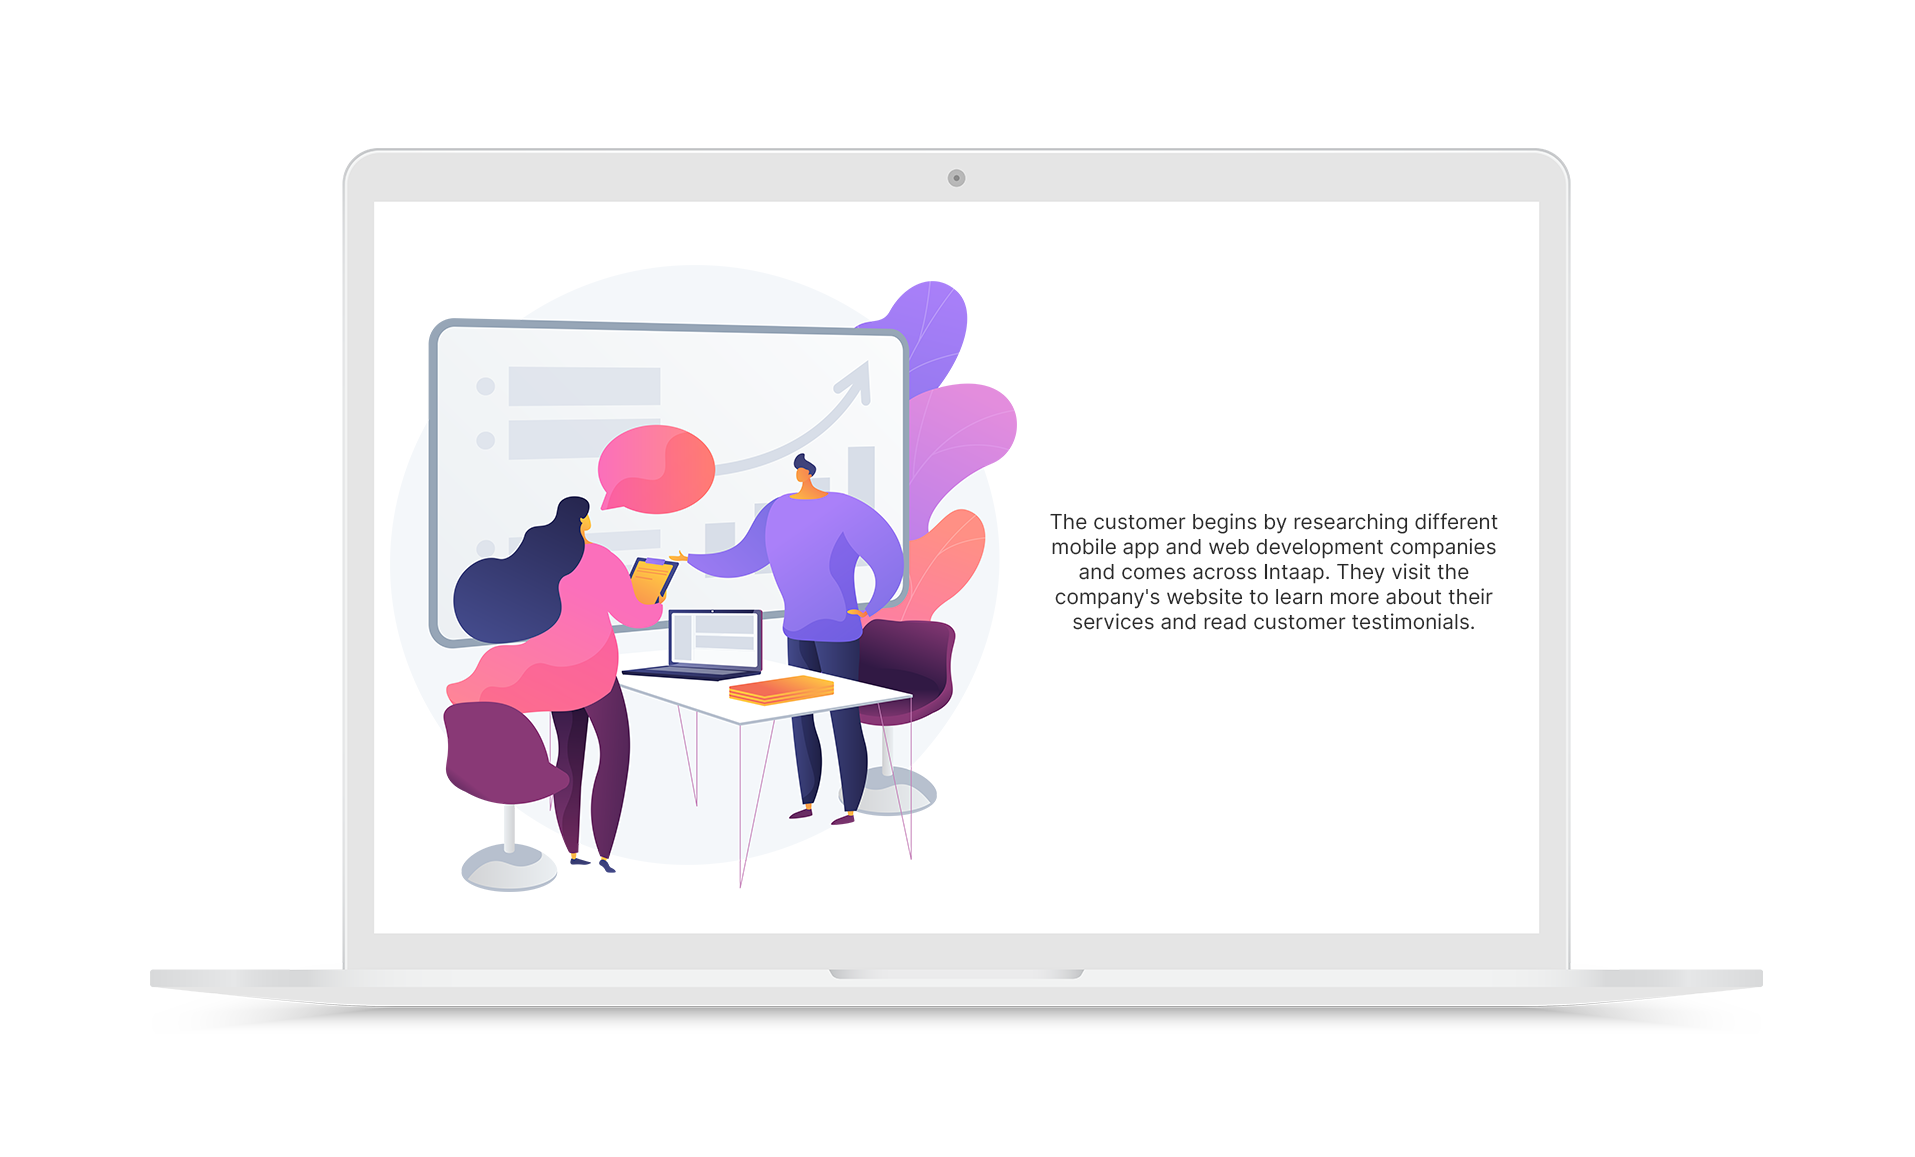 The customer begins by researching different
mobile app and web development companies
and comes across Intaap. They visit the
company's website to learn more about their
services and read customer testimonials.